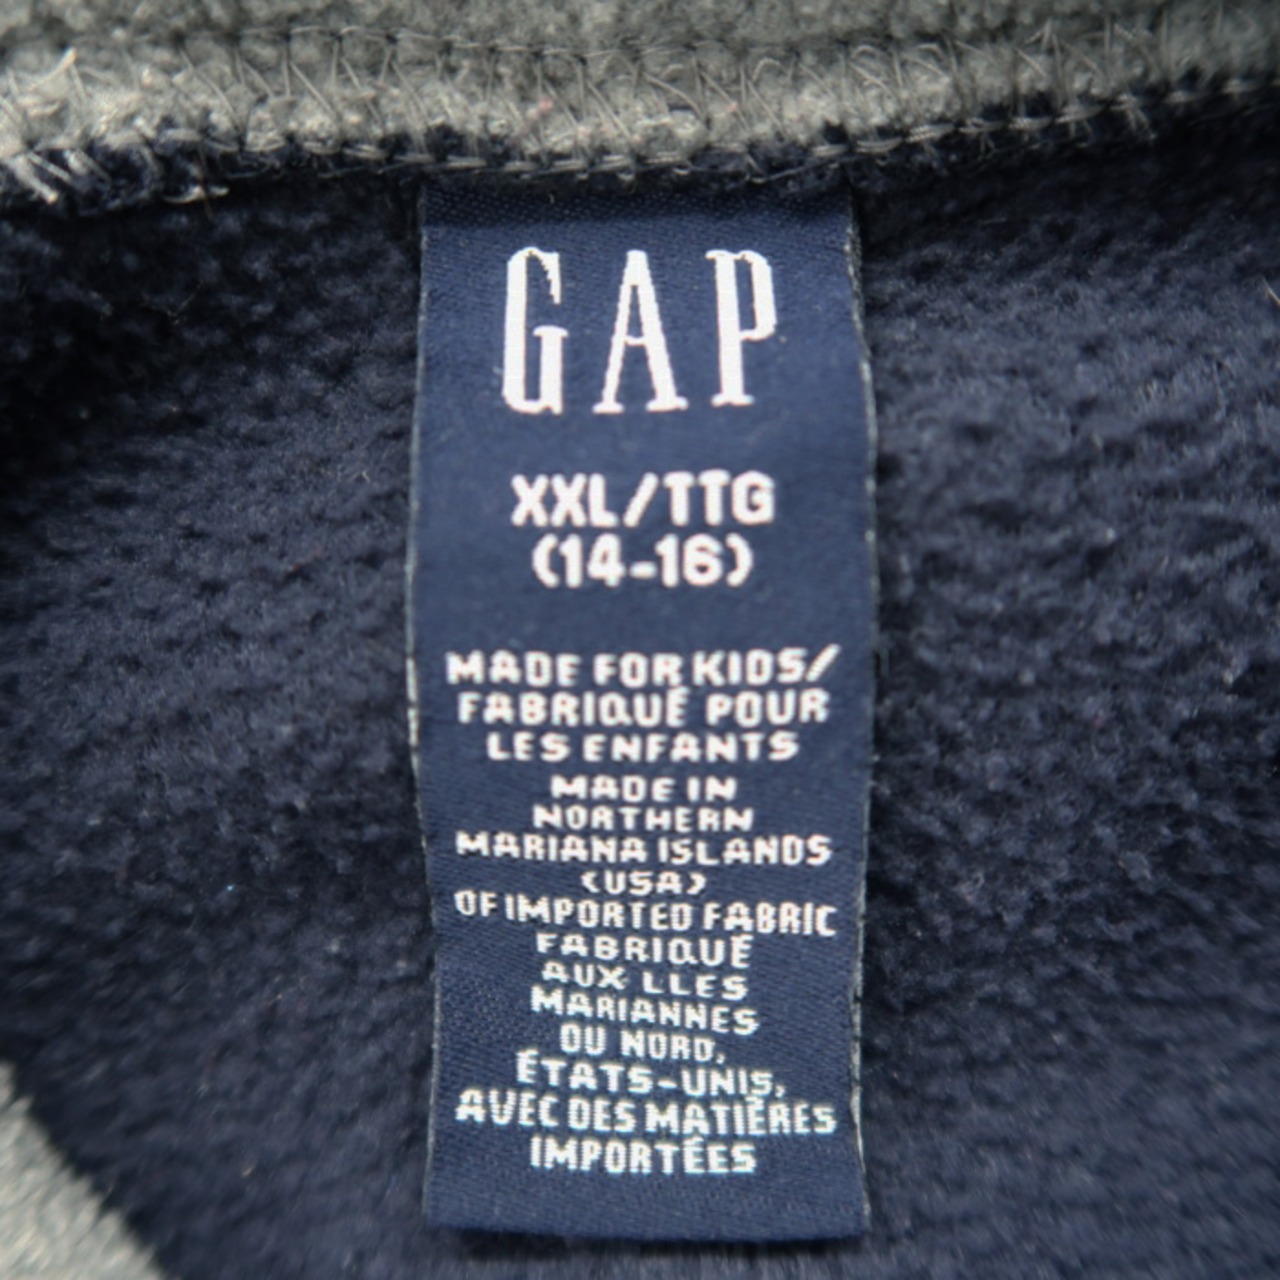 GAP
XXL/TTG
(14-16)
MADE FOR KIDS/
FABRIQUÉ POUR
LES ENFANTS
MADE IN
NORTHERN
MARIANA ISLANDS
(USA)
OF IMPORTED FABRIC
FABRIQUÉ
AUX LLES
MARIANNES
DU NORD,
ÉTATS-UNIS,
AVEC DES MATIÈRES
IMPORTÉES